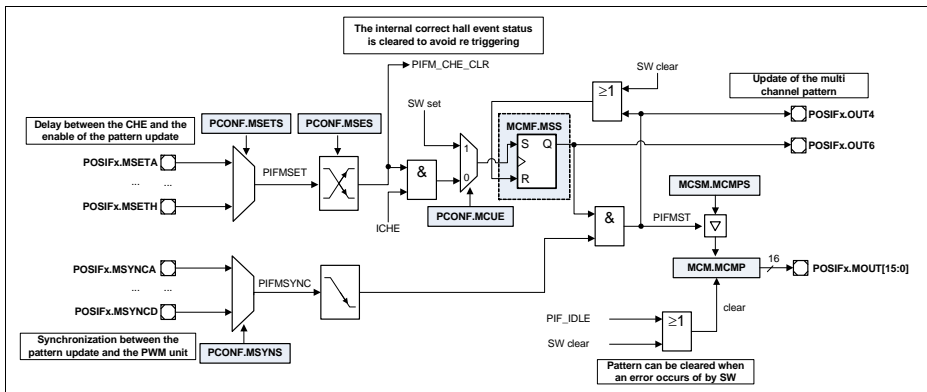 The internal correct hall event status
is cleared to avoid re triggering
PIFM_CHE_CLR
SW clear
≥1
Update of the multi
channel pattern
SW set
Delay between the CHE and the
enable of the pattern update
PCONF.MSETS
PCONF.MSES
MCMF.MSS
POSIFx.OUT4
POSIFx.OUT6
POSIFx.MSETA
... ...
POSIFx.MSETH
PIFMSET
&
1
0
S Q
R
ICHE
PCONF.MCUE
MCSM.MCMPS
&
PIFMST
∇
POSIFx.MSYNCA
... ...
POSIFx.MSYNCD
PIFMSYNC
MCM.MCMP
16
POSIFx.MOUT[15:0]
clear
PIF_IDLE
≥1
SW clear
Synchronization between the
pattern update and the PWM unit
PCONF.MSYNS
Pattern can be cleared when
an error occurs of by SW